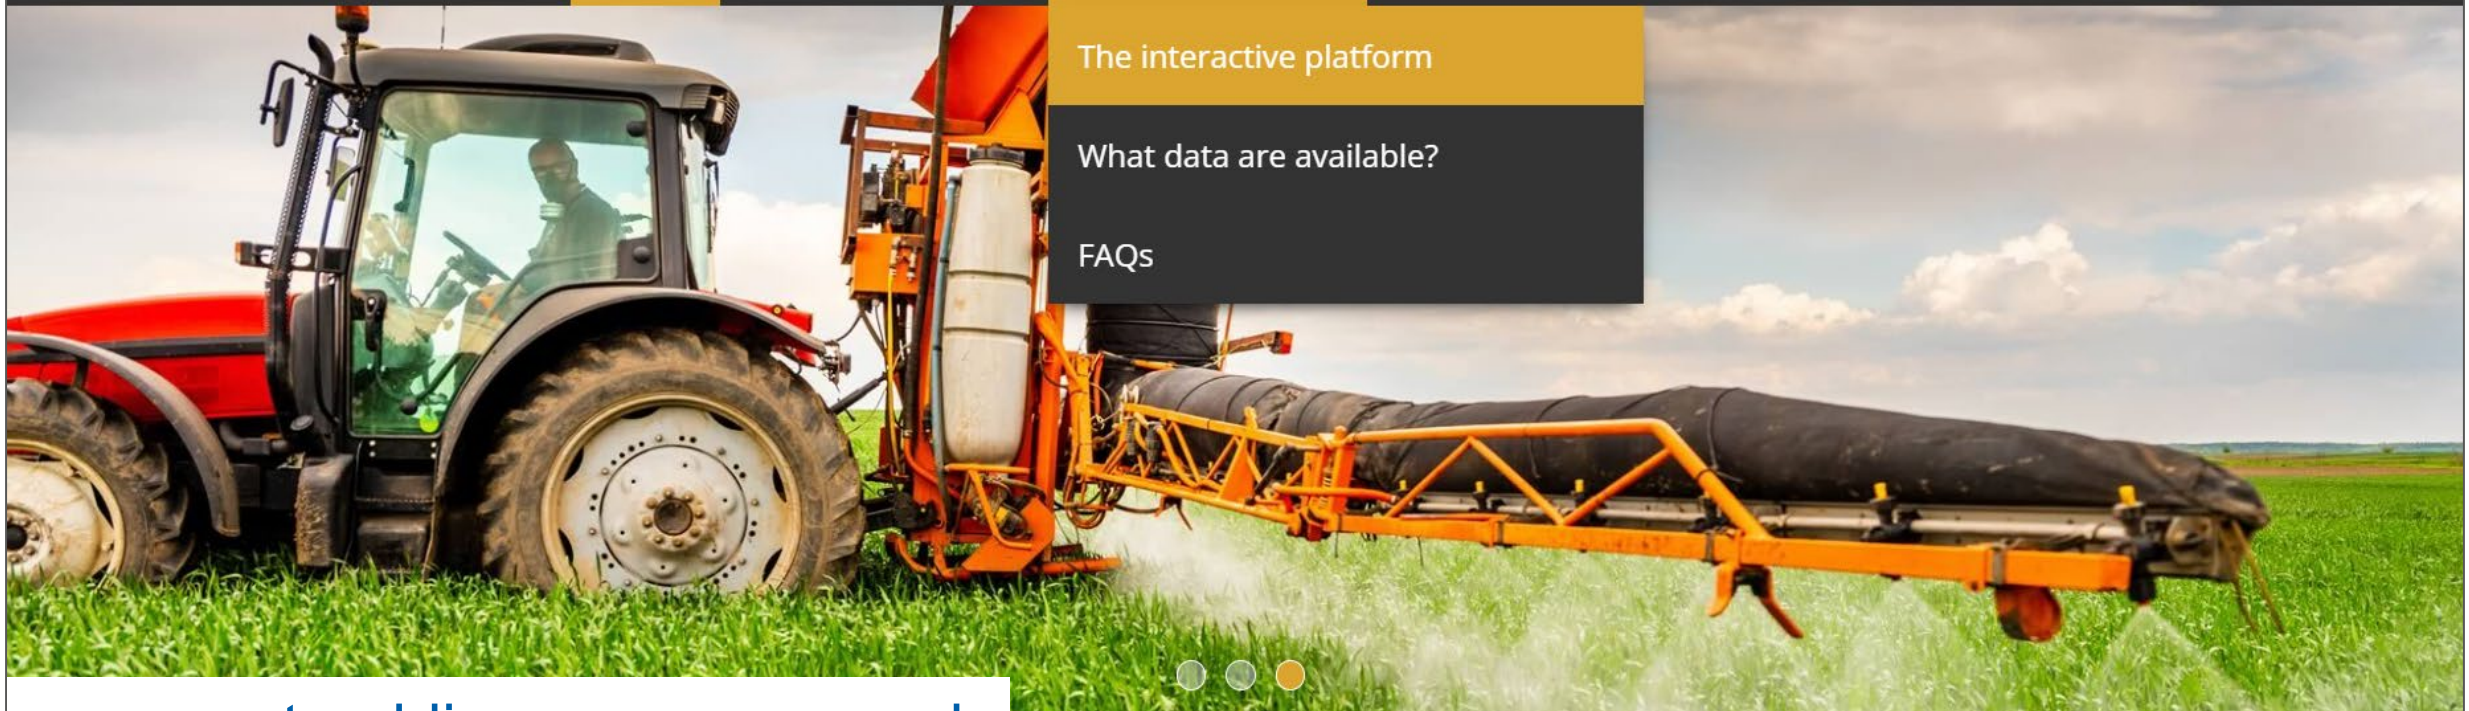 The interactive platform
What data are available?
FAQs